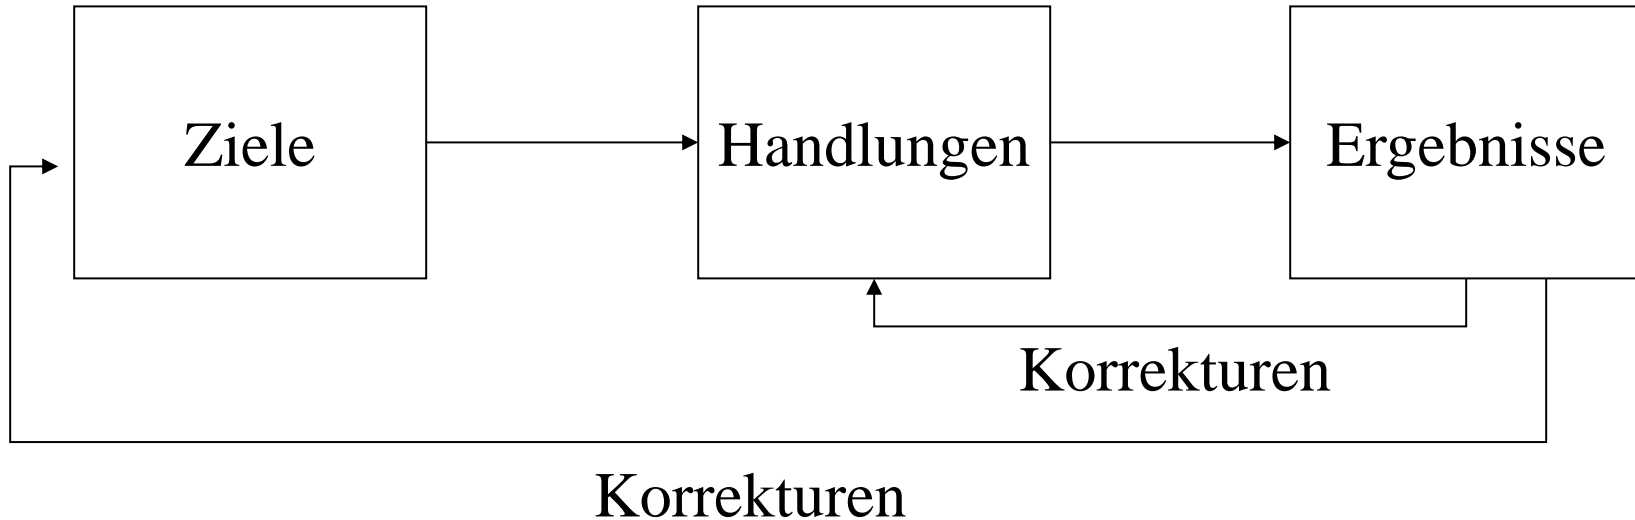 Ziele
Handlungen
Ergebnisse
Korrekturen
Korrekturen